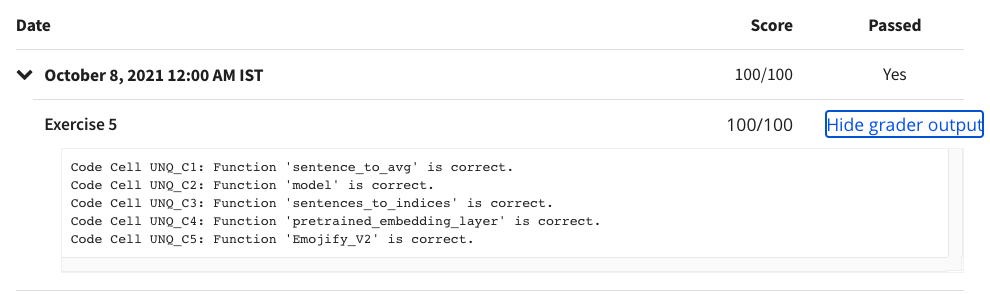 Date Score Passed
October 8, 2021 12:00 AM IST 100/100 Yes
Exercise 5 100/100 Hide grader output
Code Cell UNQ_C1: Function 'sentence_to_avg' is correct.
Code Cell UNQ_C2: Function 'model' is correct.
Code Cell UNQ_C3: Function 'sentences_to_indices' is correct.
Code Cell UNQ_C4: Function 'pretrained_embedding_layer' is correct.
Code Cell UNQ_C5: Function 'Emojify_V2' is correct.